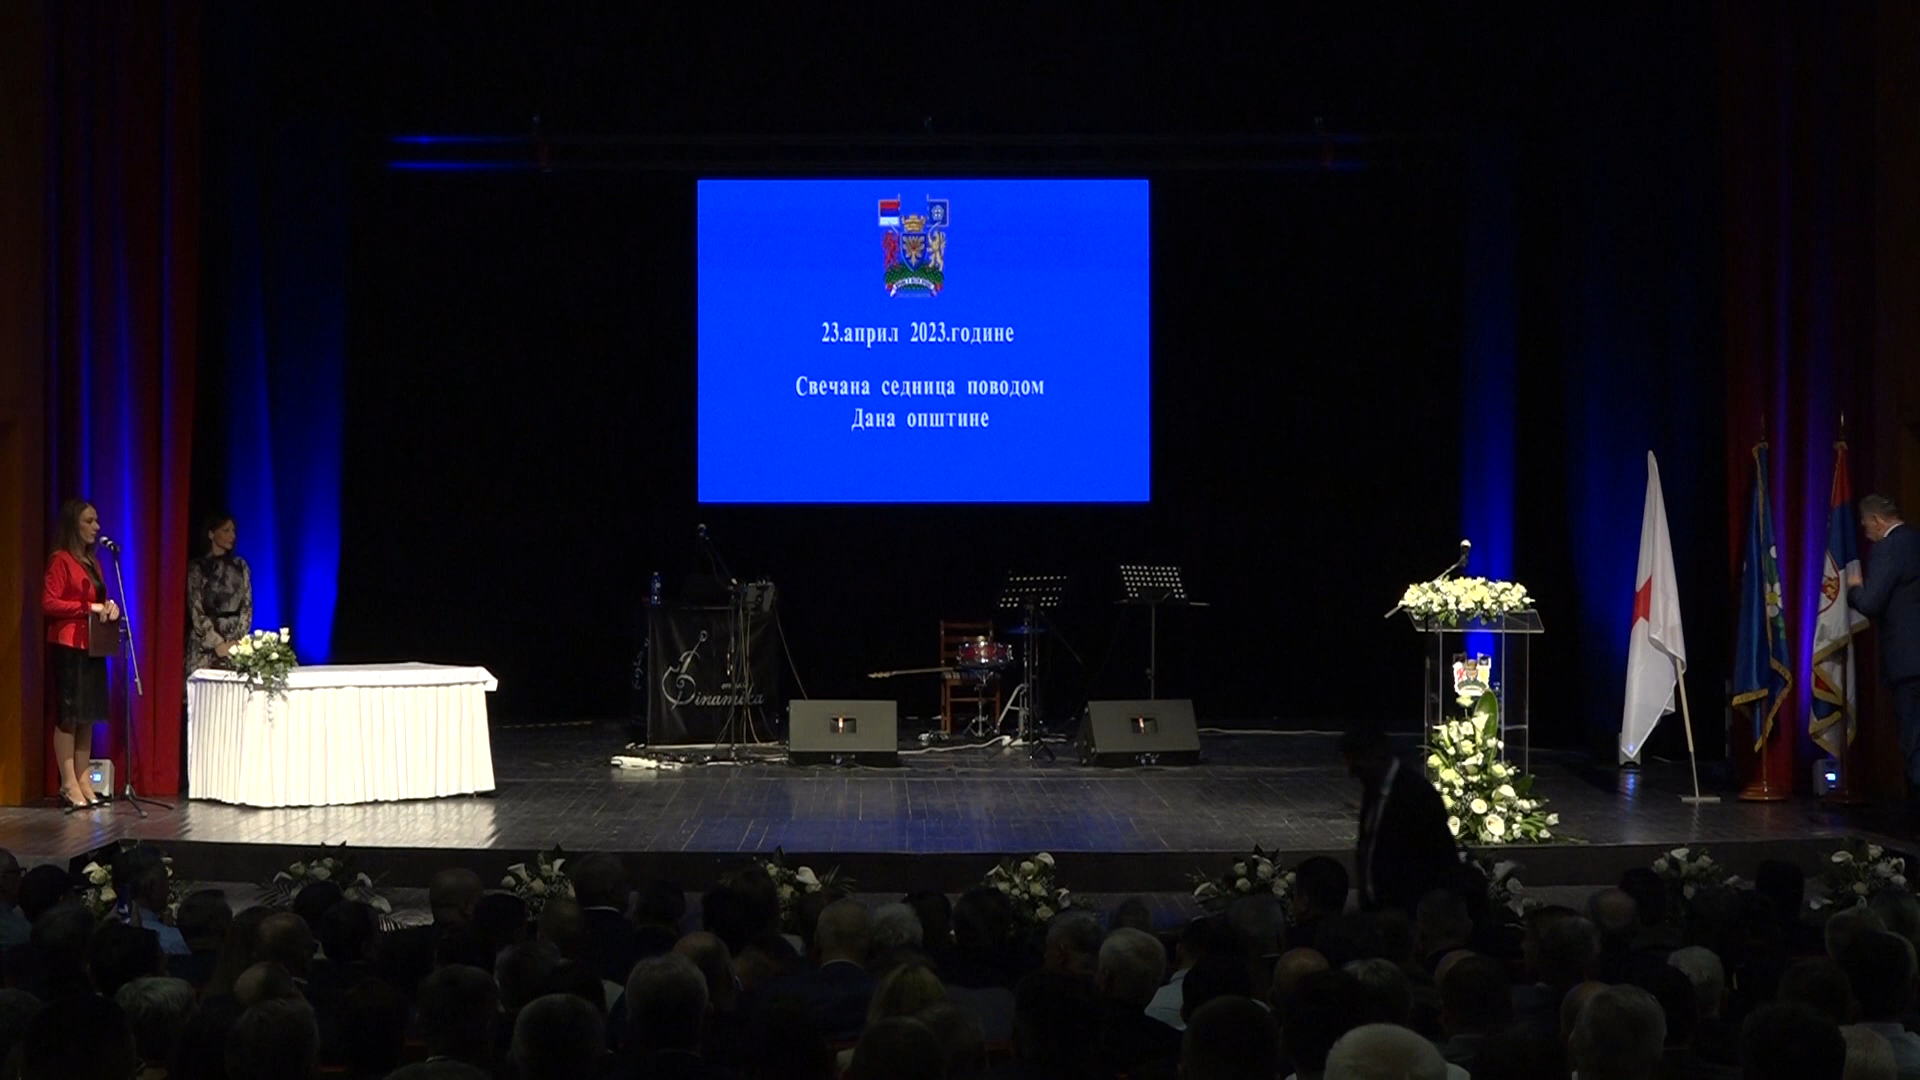 23.април 2023.године
Свечана седница поводом
Дана општине